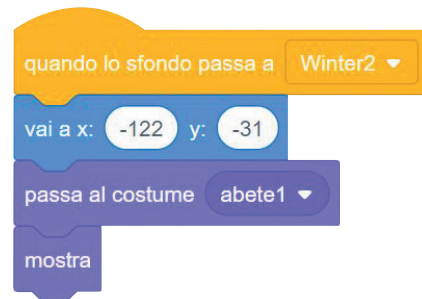 quando lo sfondo passa a Winter2
vai a x: -122 y: -31
passa al costume abete1
mostra